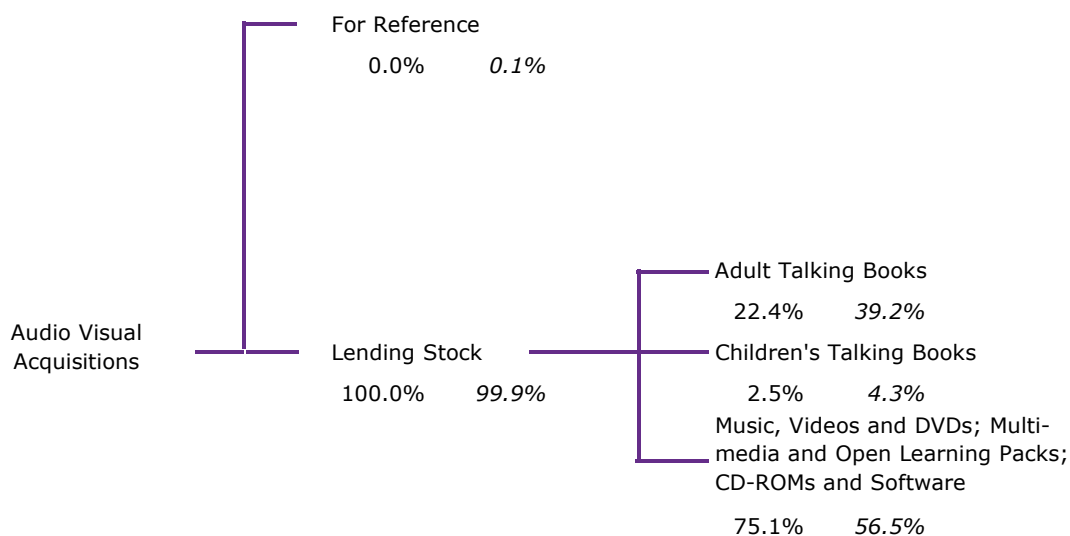 For Reference
0.0% 0.1%
Audio Visual
Acquisitions
Lending Stock
100.0% 99.9%
Adult Talking Books
22.4% 39.2%
Children's Talking Books
2.5% 4.3%
Music, Videos and DVDs; Multi-
media and Open Learning Packs;
CD-ROMs and Software
75.1% 56.5%